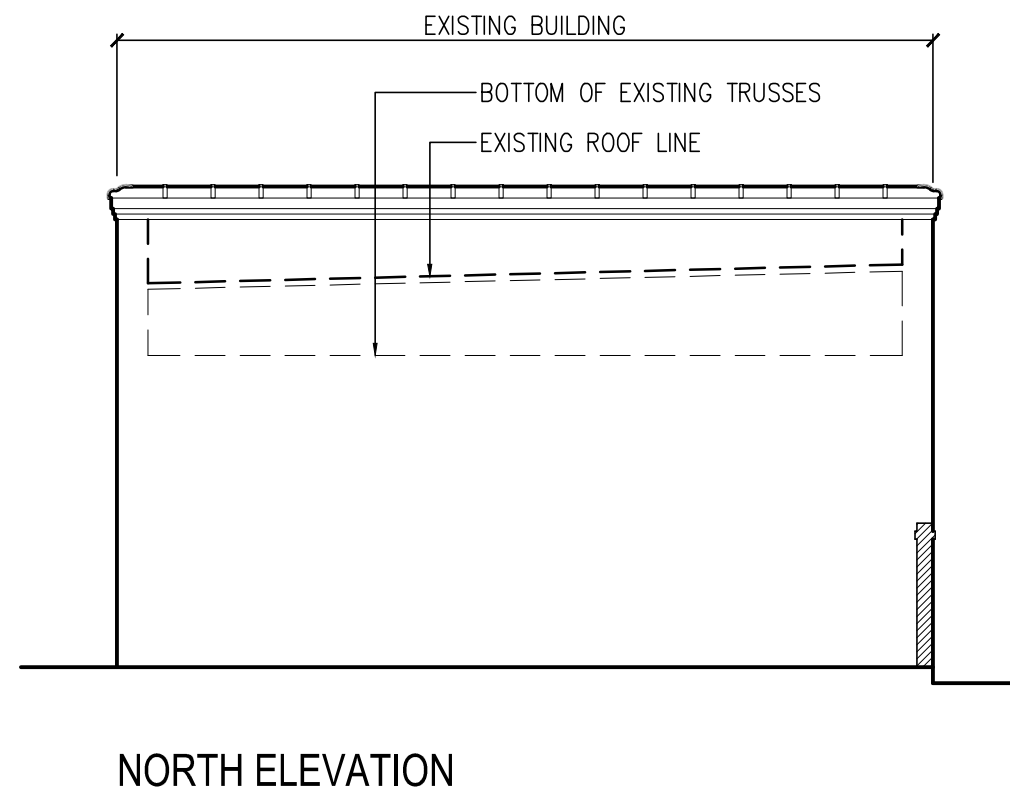 EXISTING BUILDING
BOTTOM OF EXISTING TRUSSES
EXISTING ROOF LINE
NORTH ELEVATION